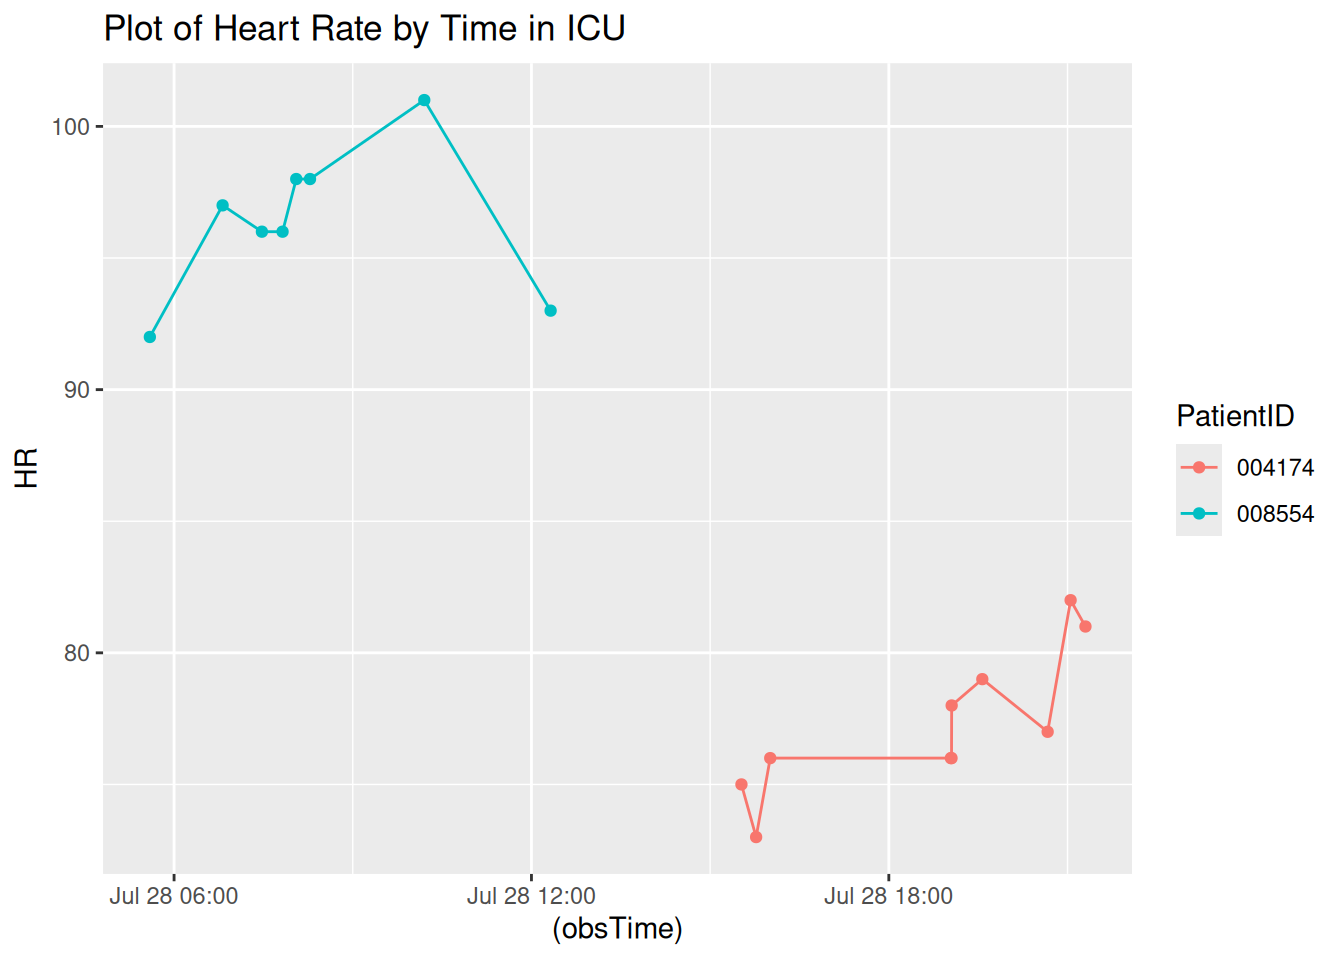 Plot of Heart Rate by Time in ICU
100
90
80
HR
Jul 28 06:00
Jul 28 12:00
Jul 28 18:00
(obsTime)
PatientID
004174
008554